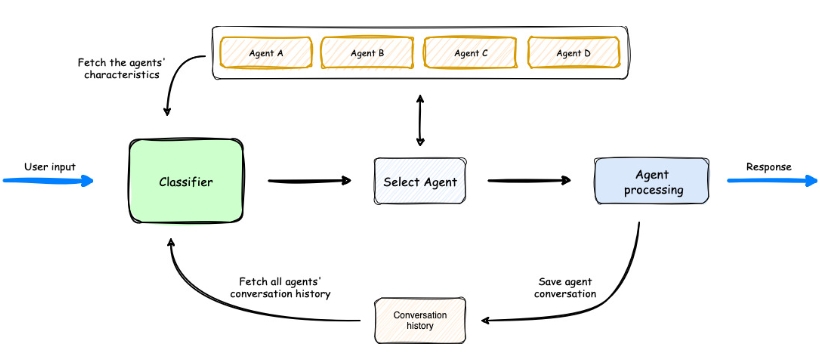 Agent A
Agent B
Agent C
Agent D
Fetch the agents'
characteristics
User input
Classifier
Select Agent
Agent
processing
Response
Fetch all agents'
conversation history
Save agent
conversation
Conversation
history